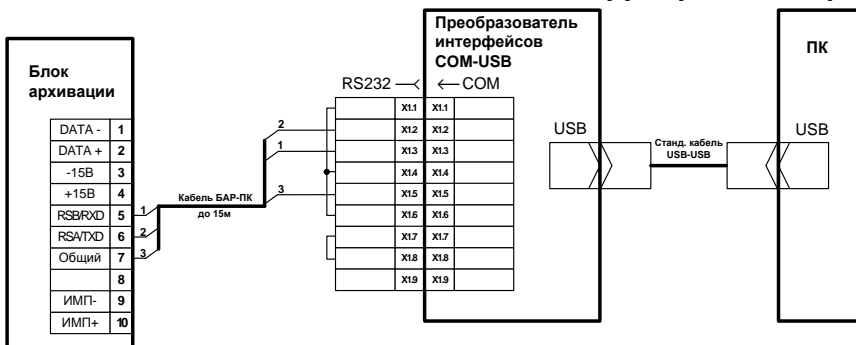 Преобразователь
интерфейсов
COM-USB
ПК
Блок
архивации
RS232
COM
DATA - 1
DATA + 2
-15В 3
+15В 4
RSB/RXD 5
RSA/TXD 6
Общий 7
8
ИМП- 9
ИМП+ 10
1
2
3
Кабель БАР-ПК
до 15м
2
1
3
X1.1 X1.1
X1.2 X1.2
X1.3 X1.3
X1.4 X1.4
X1.5 X1.5
X1.6 X1.6
X1.7 X1.7
X1.8 X1.8
X1.9 X1.9
USB
Станд. кабель
USB-USB
USB